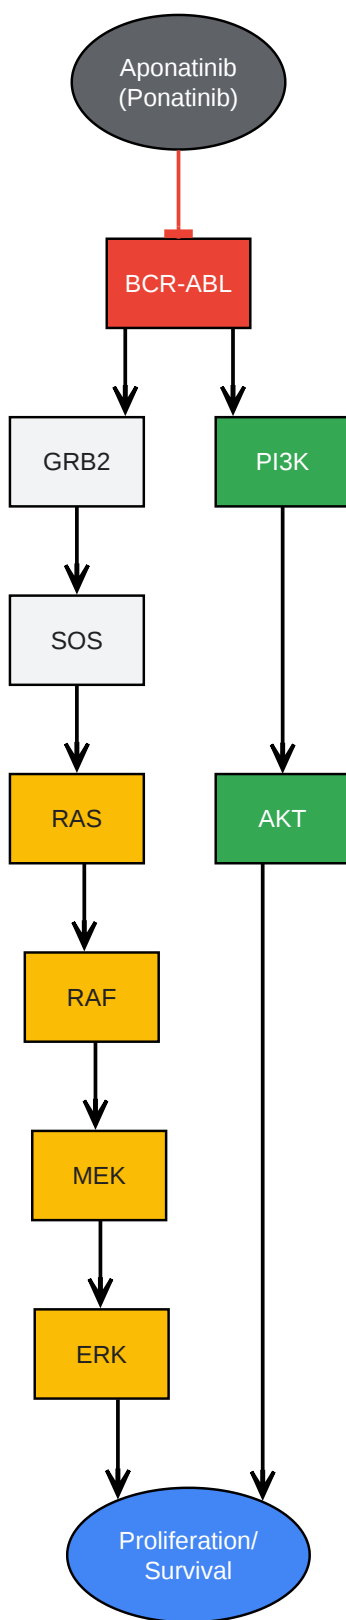 Aponatinib
(Ponatinib)
BCR-ABL
GRB2
PI3K
SOS
RAS
AKT
RAF
MEK
ERK
Proliferation/
Survival